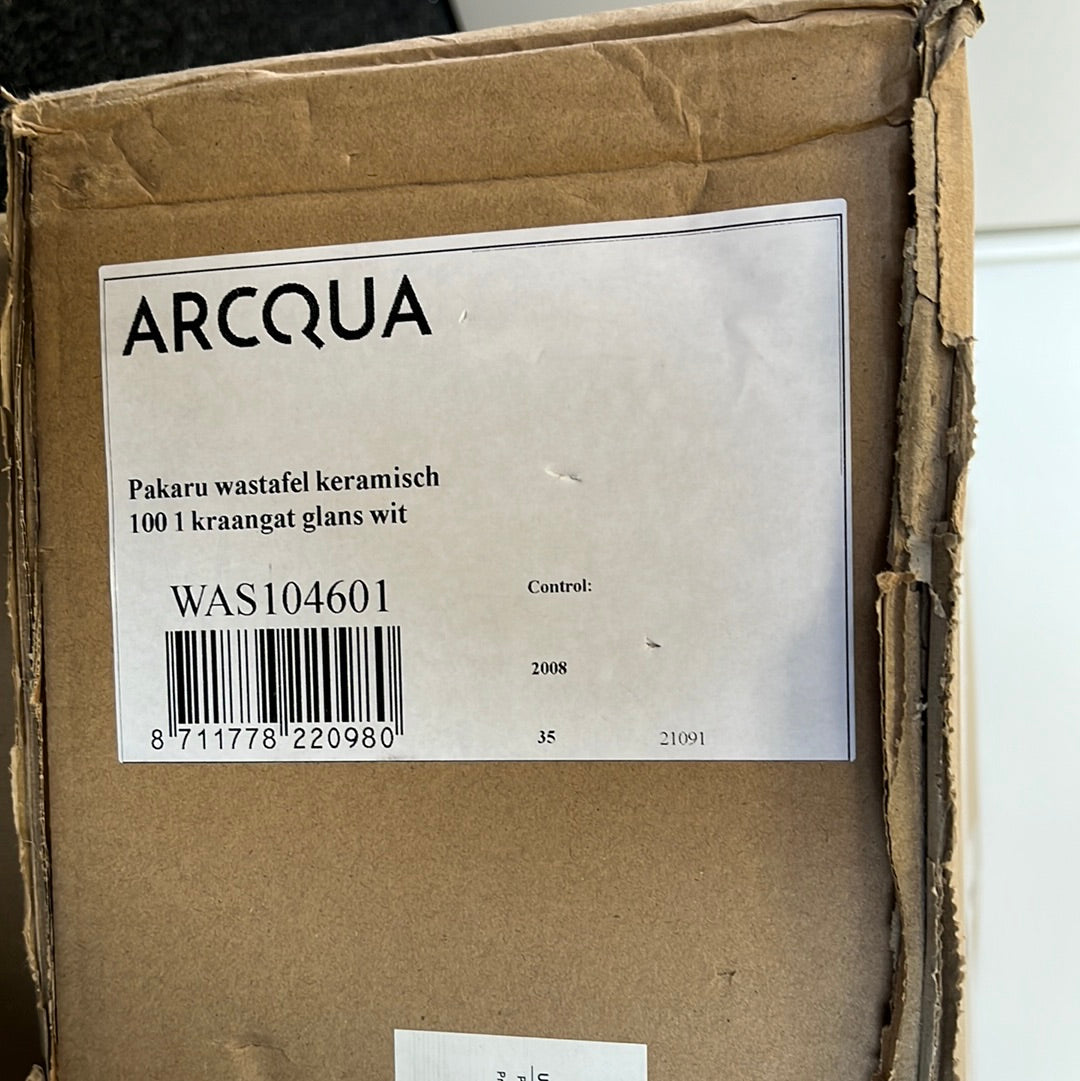 ARCQUA
Pakaru wastafel keramisch
100 1 kraangat glans wit
WAS104601
8 711778 220980
Control:
2008
35 21091